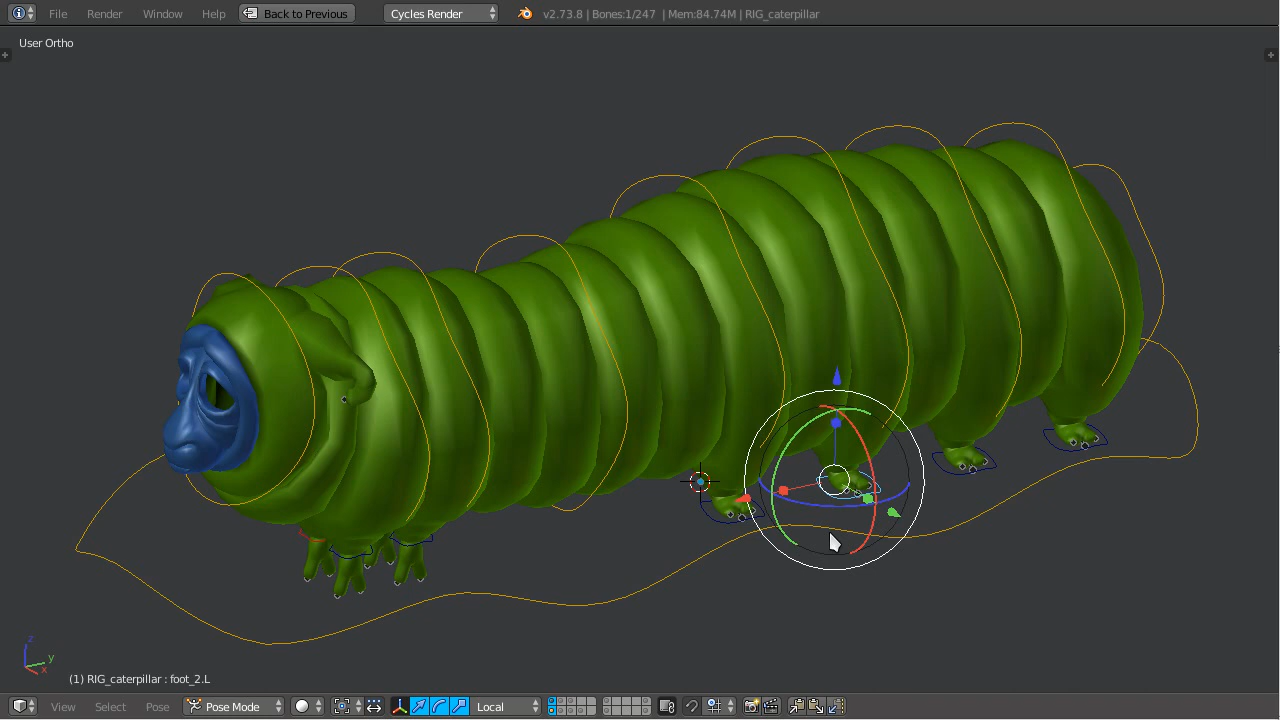 File Render Window Help Back to Previous Cycles Render v2.73.8 | Bones:1/247 | Mem:84.74M | RIG_caterpillar
User Ortho
z
y
x
(1) RIG_caterpillar : foot_2.L
View Select Pose Pose Mode Local